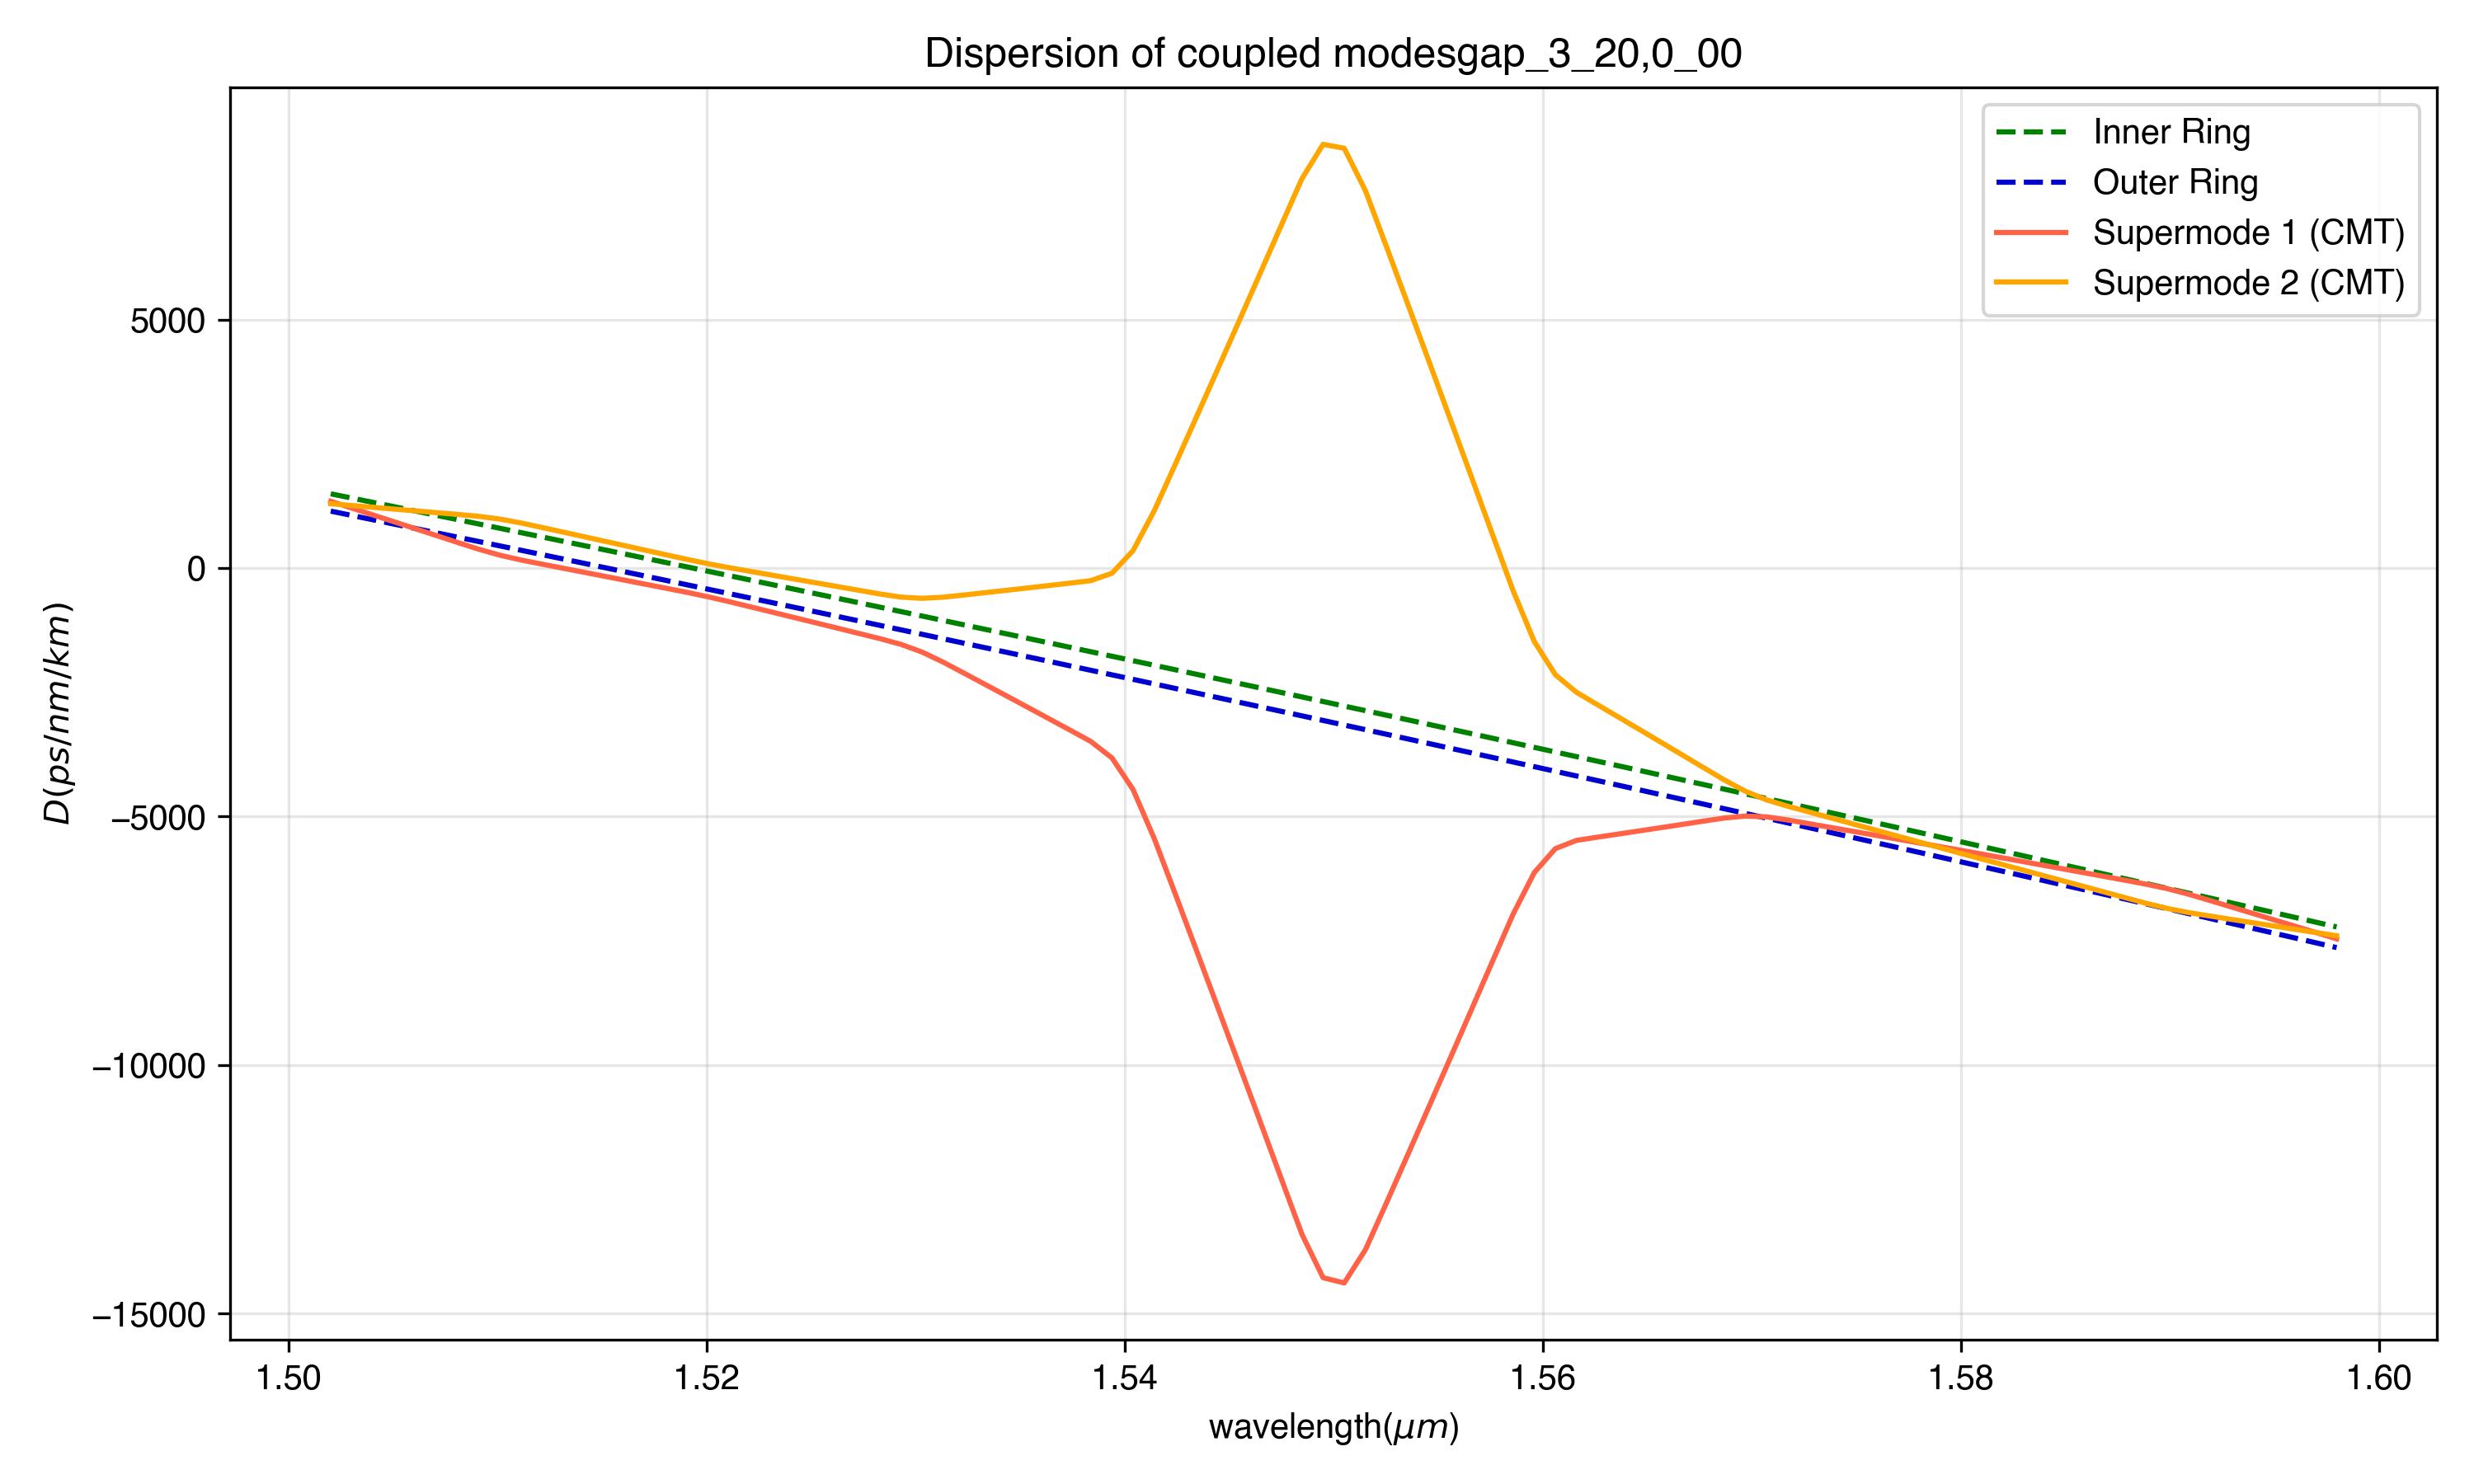 Dispersion of coupled modesgap_3_20,0_00
Inner Ring
Outer Ring
Supermode 1 (CMT)
Supermode 2 (CMT)
D(ps/nm/km)
5000
0
−5000
−10000
−15000
1.50 1.52 1.54 1.56 1.58 1.60
wavelength(μm)